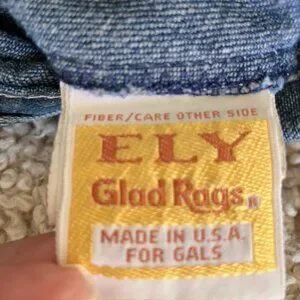 FIBER/CARE OTHER SIDE
ELY
Glad Rags®
MADE IN U.S.A.
FOR GALS